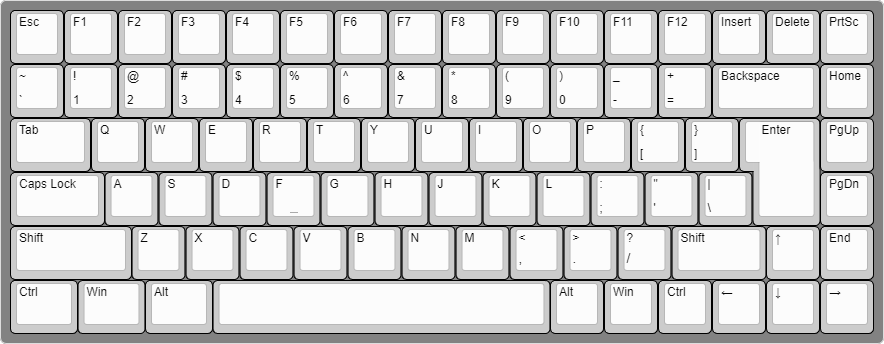 Esc F1 F2 F3 F4 F5 F6 F7 F8 F9 F10 F11 F12 Insert Delete PrtSc
~ ! @ # $ % ^ & * ( ) _ + Backspace Home
` 1 2 3 4 5 6 7 8 9 0 - =
Tab Q W E R T Y U I O P { } Enter PgUp
[ ]
Caps Lock A S D F G H J K L : " | PgDn
_ ; ' \
Shift Z X C V B N M < > ? Shift ↑ End
, . /
Ctrl Win Alt Alt Win Ctrl ← ↓ →